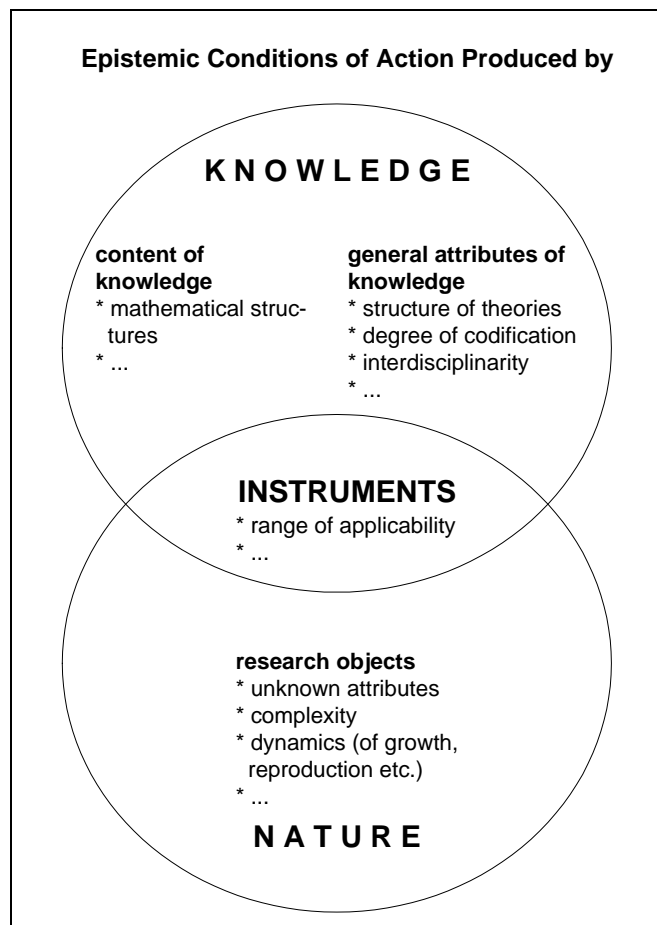 Epistemic Conditions of Action Produced by
K N O W L E D G E
content of
knowledge
* mathematical struc-
tures
* ...
general attributes of
knowledge
* structure of theories
* degree of codification
* interdisciplinarity
* ...
INSTRUMENTS
* range of applicability
* ...
research objects
* unknown attributes
* complexity
* dynamics (of growth,
reproduction etc.)
* ...
N A T U R E